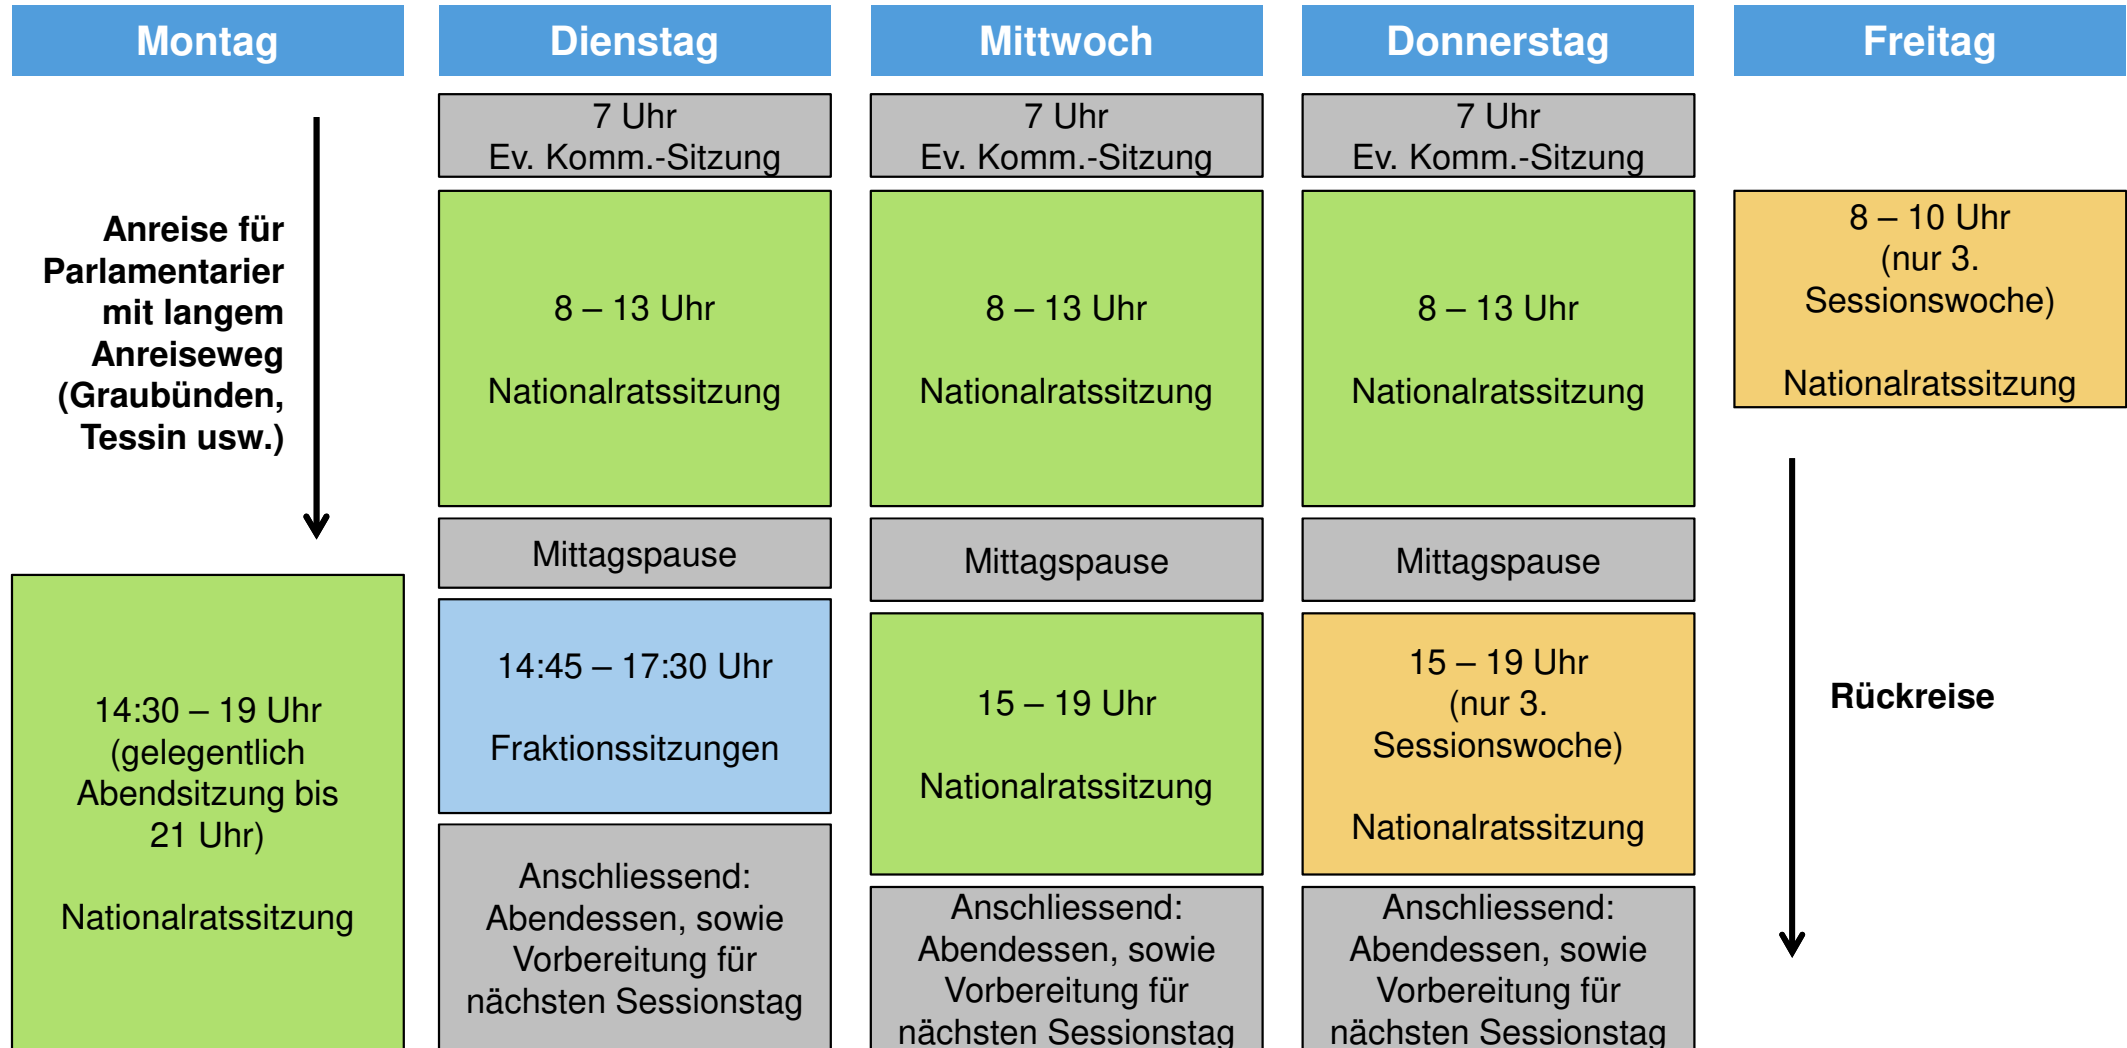 Montag
Anreise für
Parlamentarier
mit langem
Anreiseweg
(Graubünden,
Tessin usw.)
14:30 – 19 Uhr
(gelegentlich
Abendsitzung bis
21 Uhr)
Nationalratssitzung
Dienstag
7 Uhr
Ev. Komm.-Sitzung
8 – 13 Uhr
Nationalratssitzung
Mittagspause
14:45 – 17:30 Uhr
Fraktionssitzungen
Anschliessend:
Abendessen, sowie
Vorbereitung für
nächsten Sessionstag
Mittwoch
7 Uhr
Ev. Komm.-Sitzung
8 – 13 Uhr
Nationalratssitzung
Mittagspause
15 – 19 Uhr
Nationalratssitzung
Anschliessend:
Abendessen, sowie
Vorbereitung für
nächsten Sessionstag
Donnerstag
7 Uhr
Ev. Komm.-Sitzung
8 – 13 Uhr
Nationalratssitzung
Mittagspause
15 – 19 Uhr
(nur 3.
Sessionswoche)
Nationalratssitzung
Anschliessend:
Abendessen, sowie
Vorbereitung für
nächsten Sessionstag
Freitag
8 – 10 Uhr
(nur 3.
Sessionswoche)
Nationalratssitzung
Rückreise